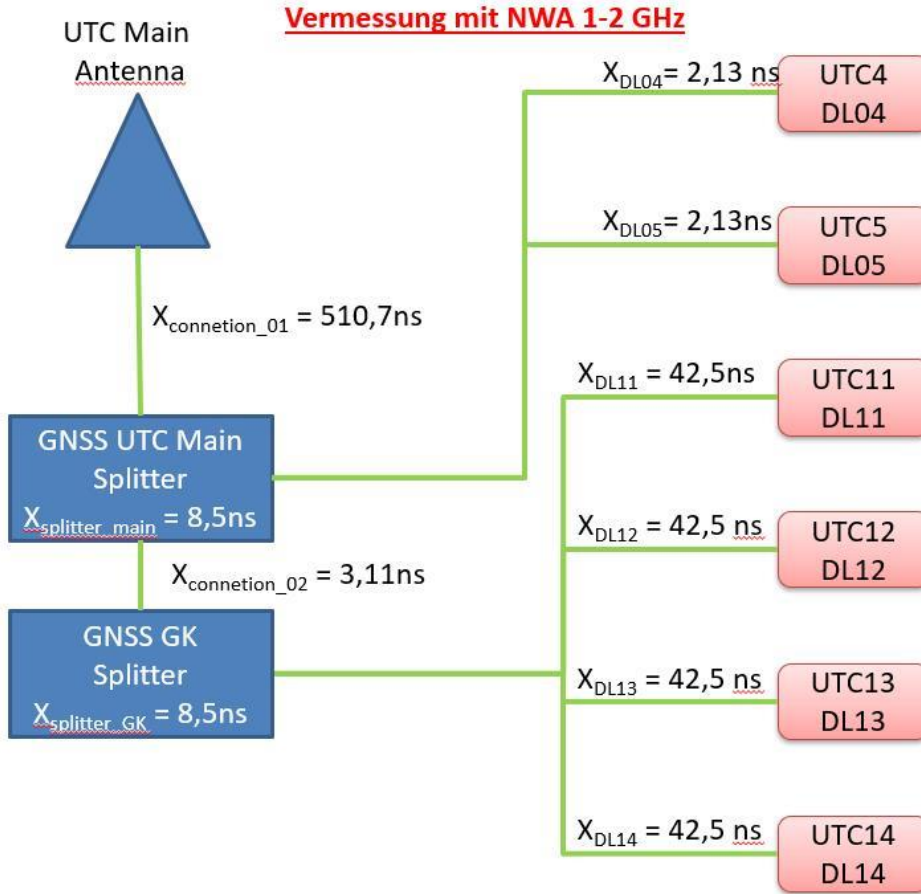 Vermessung mit NWA 1-2 GHz
UTC Main
Antenna
X_connetion_01 = 510,7ns
GNSS UTC Main
Splitter
X_splitter_main = 8,5ns
X_connetion_02 = 3,11ns
GNSS GK
Splitter
X_splitter_GK = 8,5ns
X_DL04= 2,13 ns
UTC4
DL04
X_DL05= 2,13ns
UTC5
DL05
X_DL11 = 42,5ns
UTC11
DL11
X_DL12 = 42,5 ns
UTC12
DL12
X_DL13 = 42,5 ns
UTC13
DL13
X_DL14 = 42,5 ns
UTC14
DL14